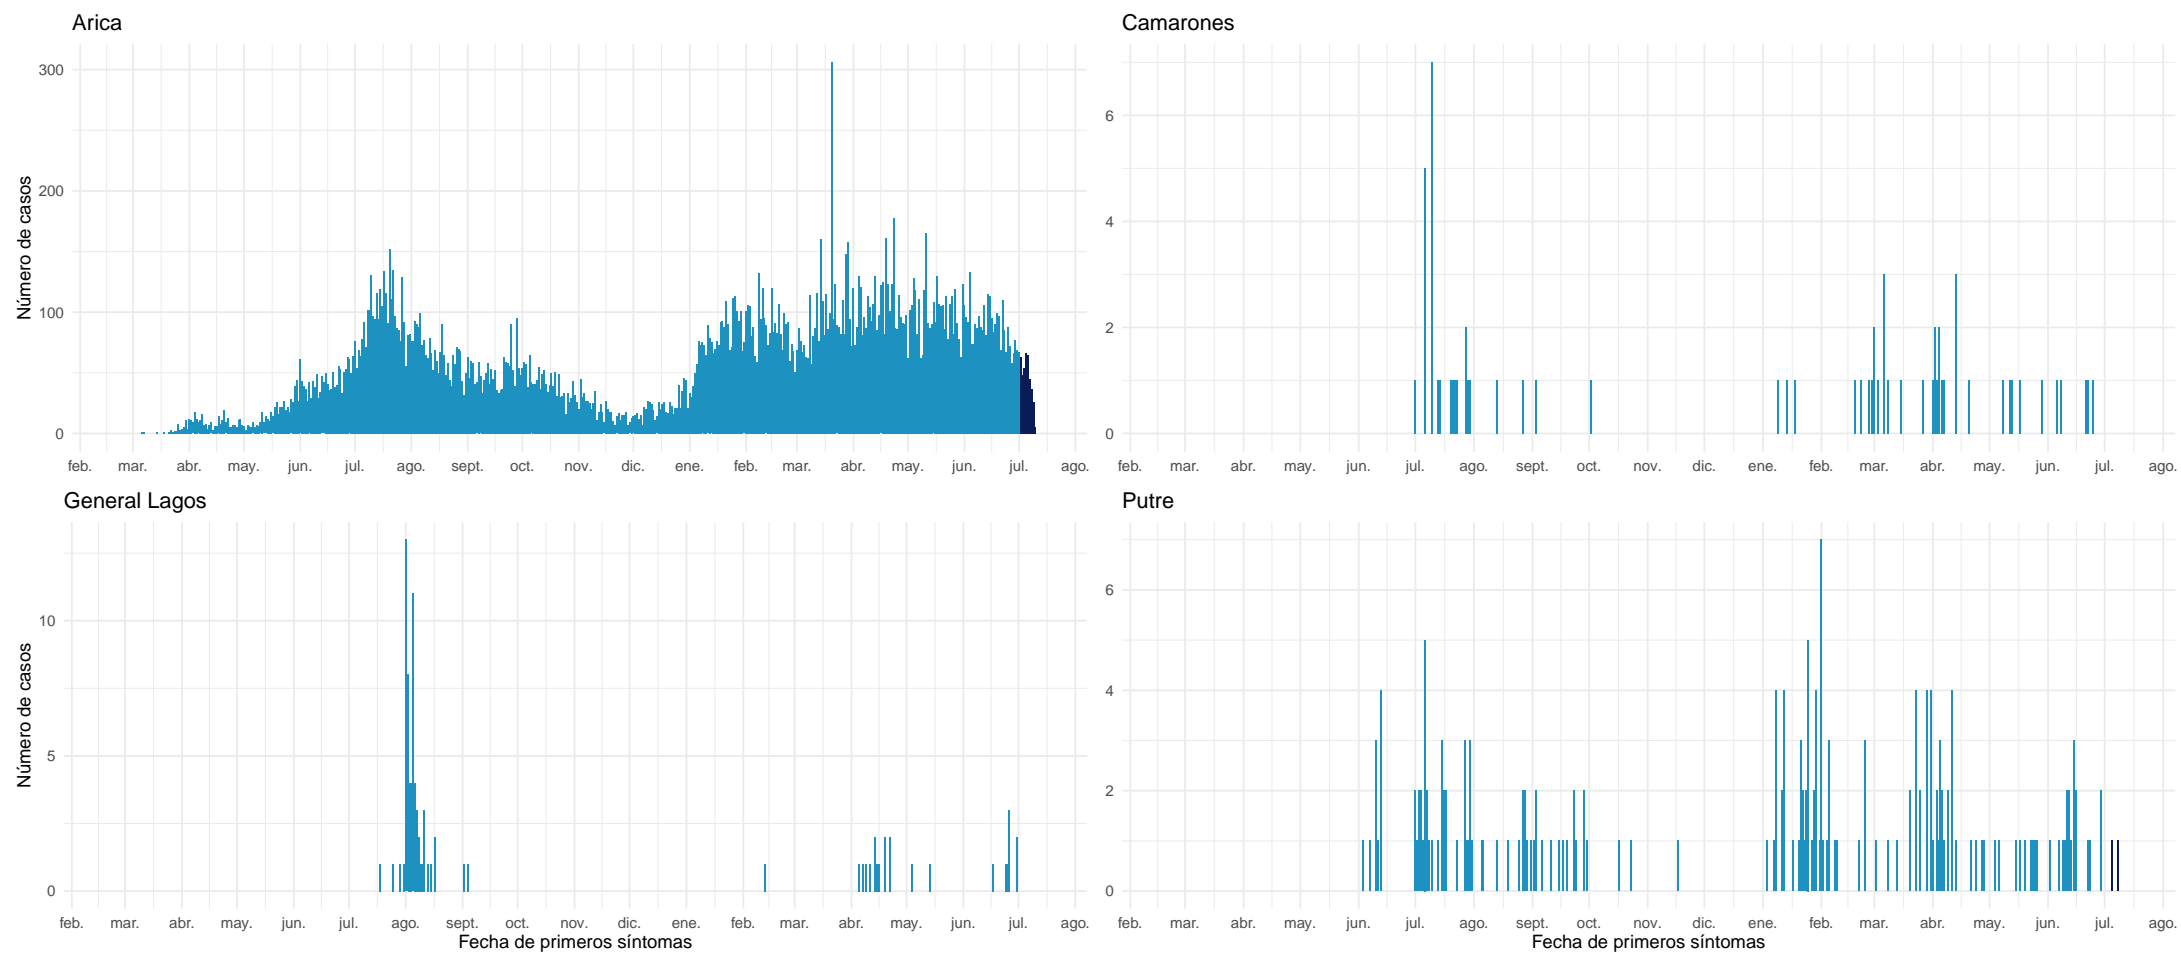 Arica
Número de casos
300
200
100
0
feb. mar. abr. may. jun. jul. ago. sept. oct. nov. dic. ene. feb. mar. abr. may. jun. jul. ago.
Camarones
6
4
2
0
feb. mar. abr. may. jun. jul. ago. sept. oct. nov. dic. ene. feb. mar. abr. may. jun. jul. ago.
General Lagos
Número de casos
10
5
0
feb. mar. abr. may. jun. jul. ago. sept. oct. nov. dic. ene. feb. mar. abr. may. jun. jul. ago.
Fecha de primeros síntomas
Putre
6
4
2
0
feb. mar. abr. may. jun. jul. ago. sept. oct. nov. dic. ene. feb. mar. abr. may. jun. jul. ago.
Fecha de primeros síntomas